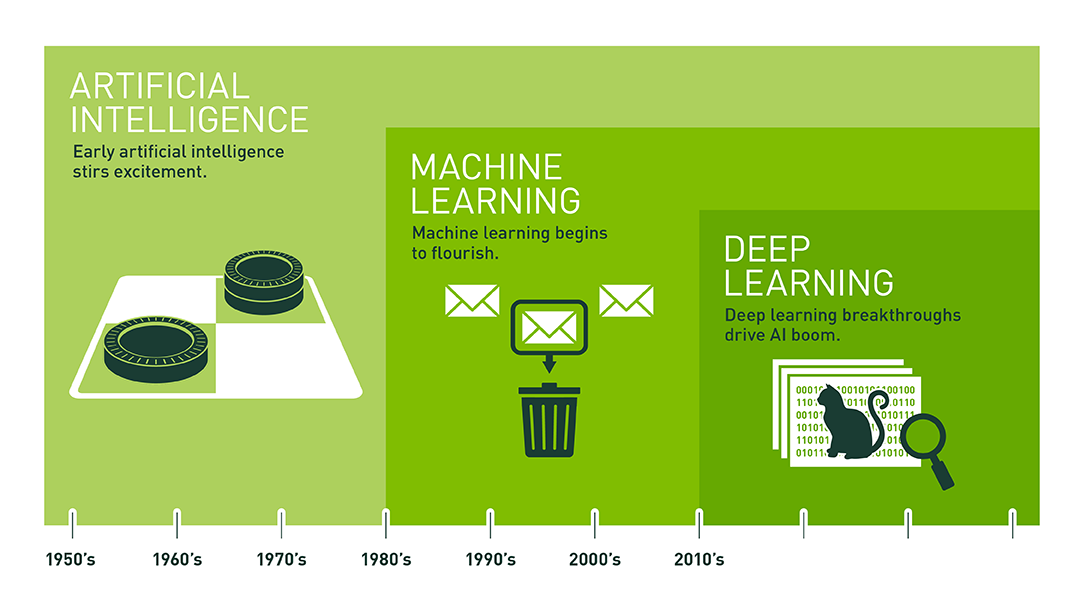 ARTIFICIAL
INTELLIGENCE
Early artificial intelligence
stirs excitement.
MACHINE
LEARNING
Machine learning begins
to flourish.
DEEP
LEARNING
Deep learning breakthroughs
drive AI boom.
1950’s 1960’s 1970’s 1980’s 1990’s 2000’s 2010’s